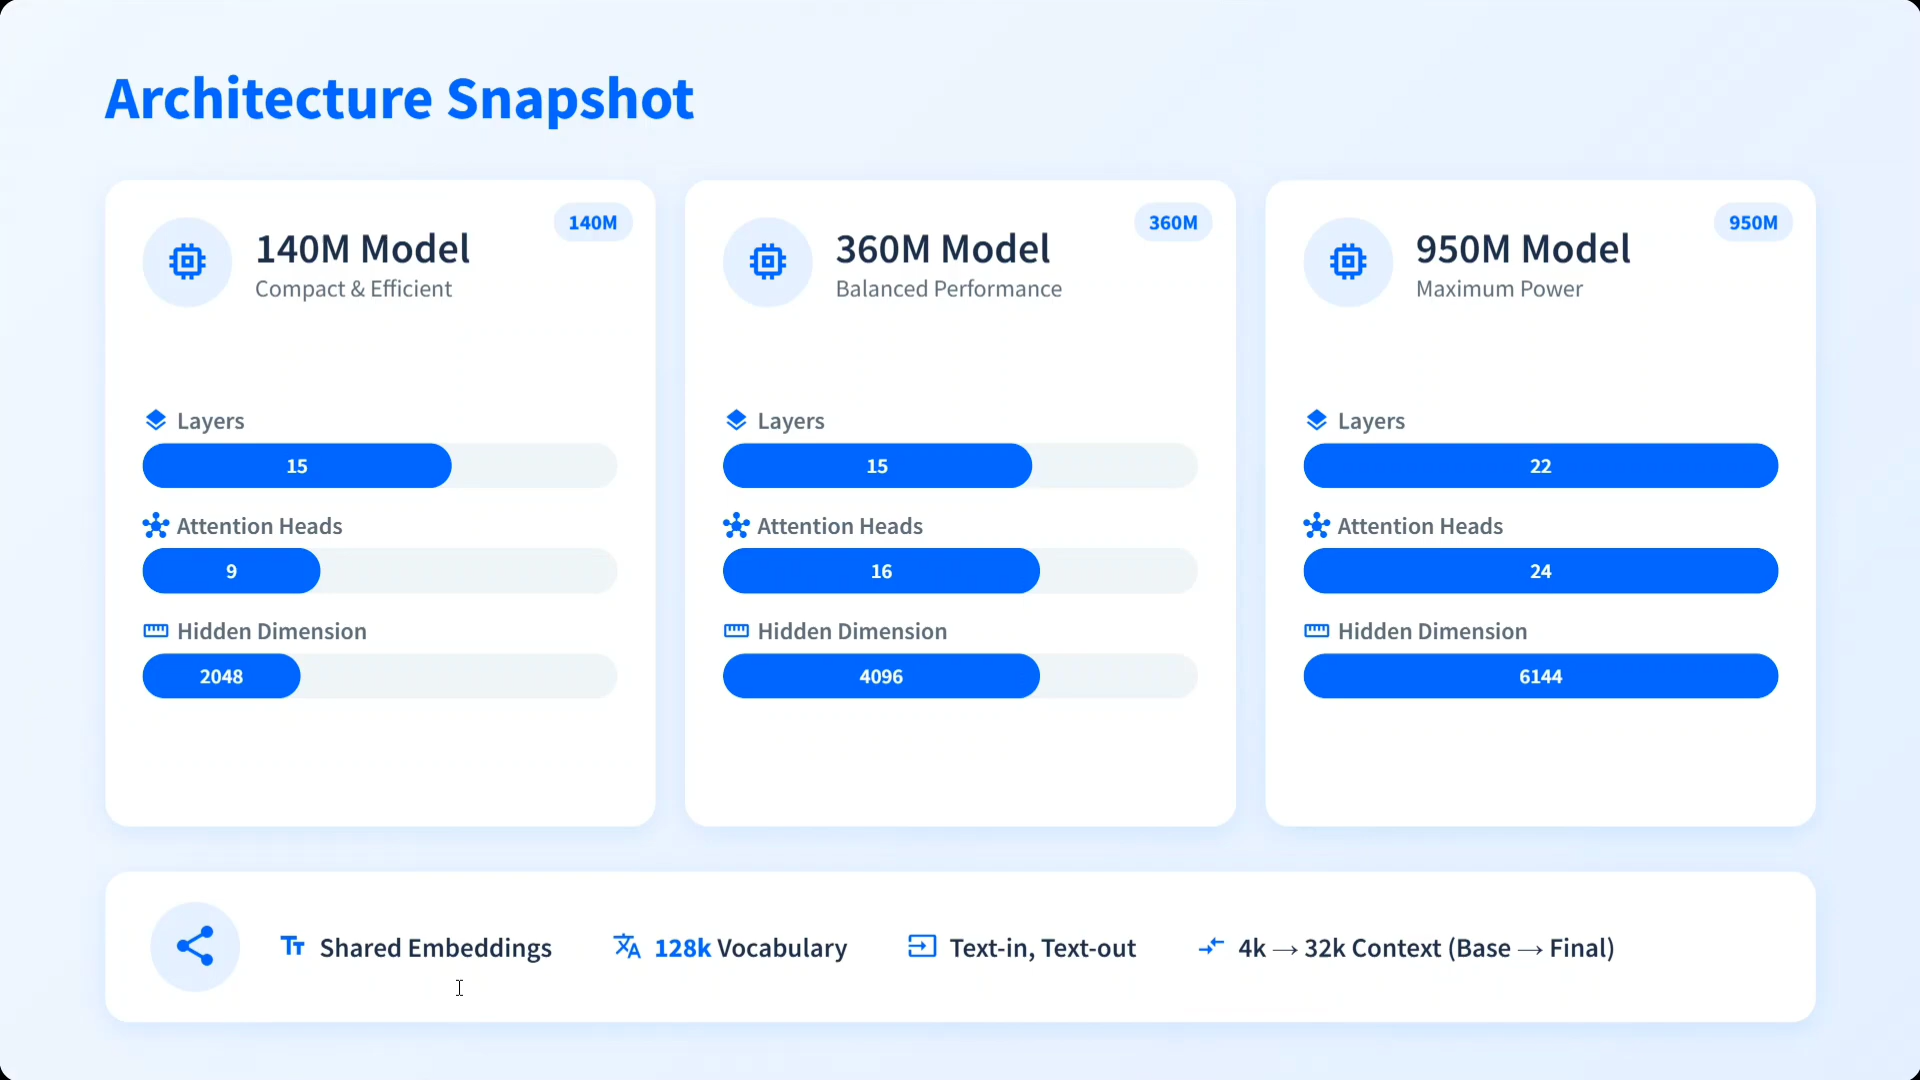 Architecture Snapshot
140M
140M Model
Compact & Efficient
Layers
15
Attention Heads
9
Hidden Dimension
2048
360M
360M Model
Balanced Performance
Layers
15
Attention Heads
16
Hidden Dimension
4096
950M
950M Model
Maximum Power
Layers
22
Attention Heads
24
Hidden Dimension
6144
Shared Embeddings
128k Vocabulary
Text-in, Text-out
4k → 32k Context (Base → Final)